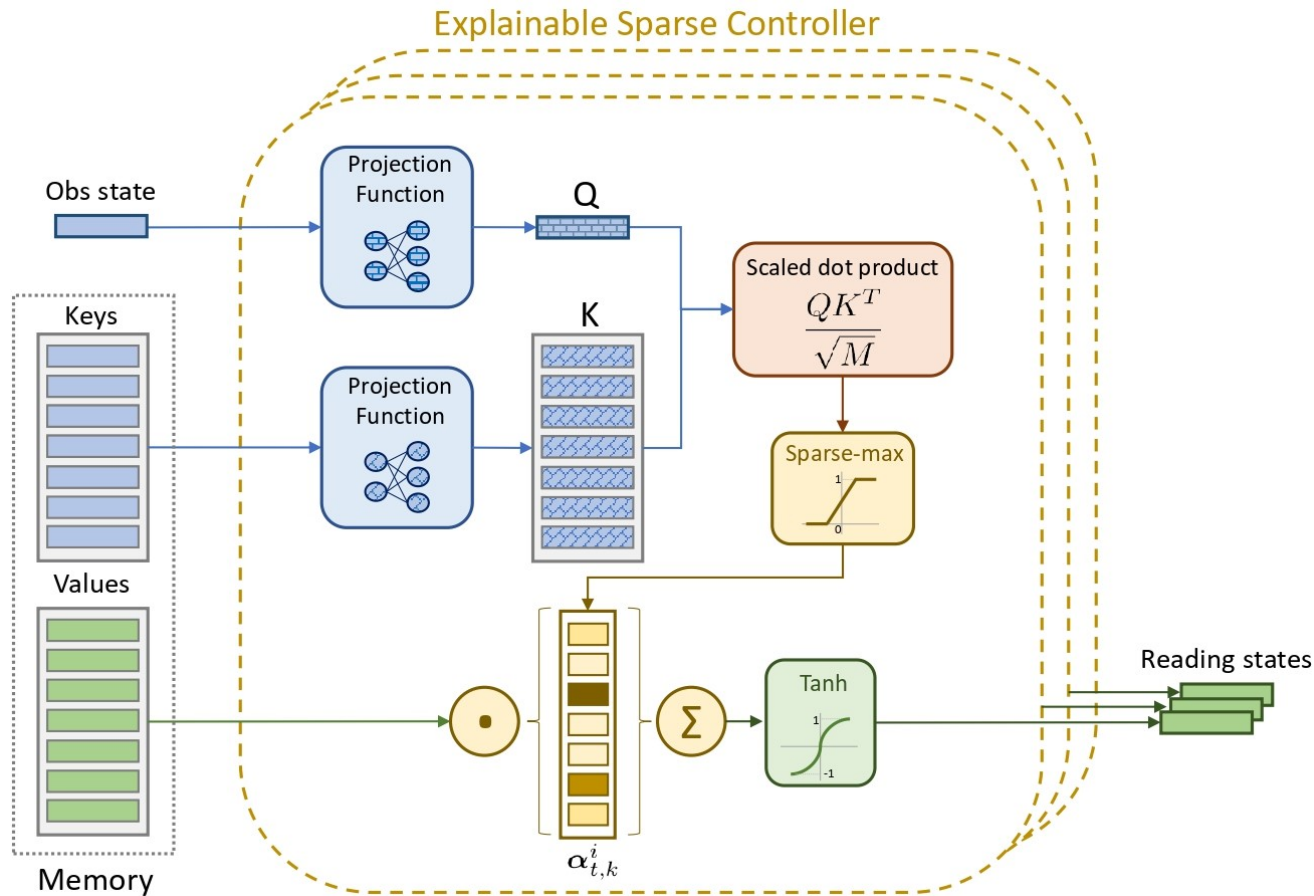 Explainable Sparse Controller
Obs state
Projection
Function
Q
Scaled dot product
QK^T
√M
Keys
Projection
Function
K
Sparse-max
1
0
Values
Σ
Tanh
1
-1
Reading states
α^i_{t,k}
Memory